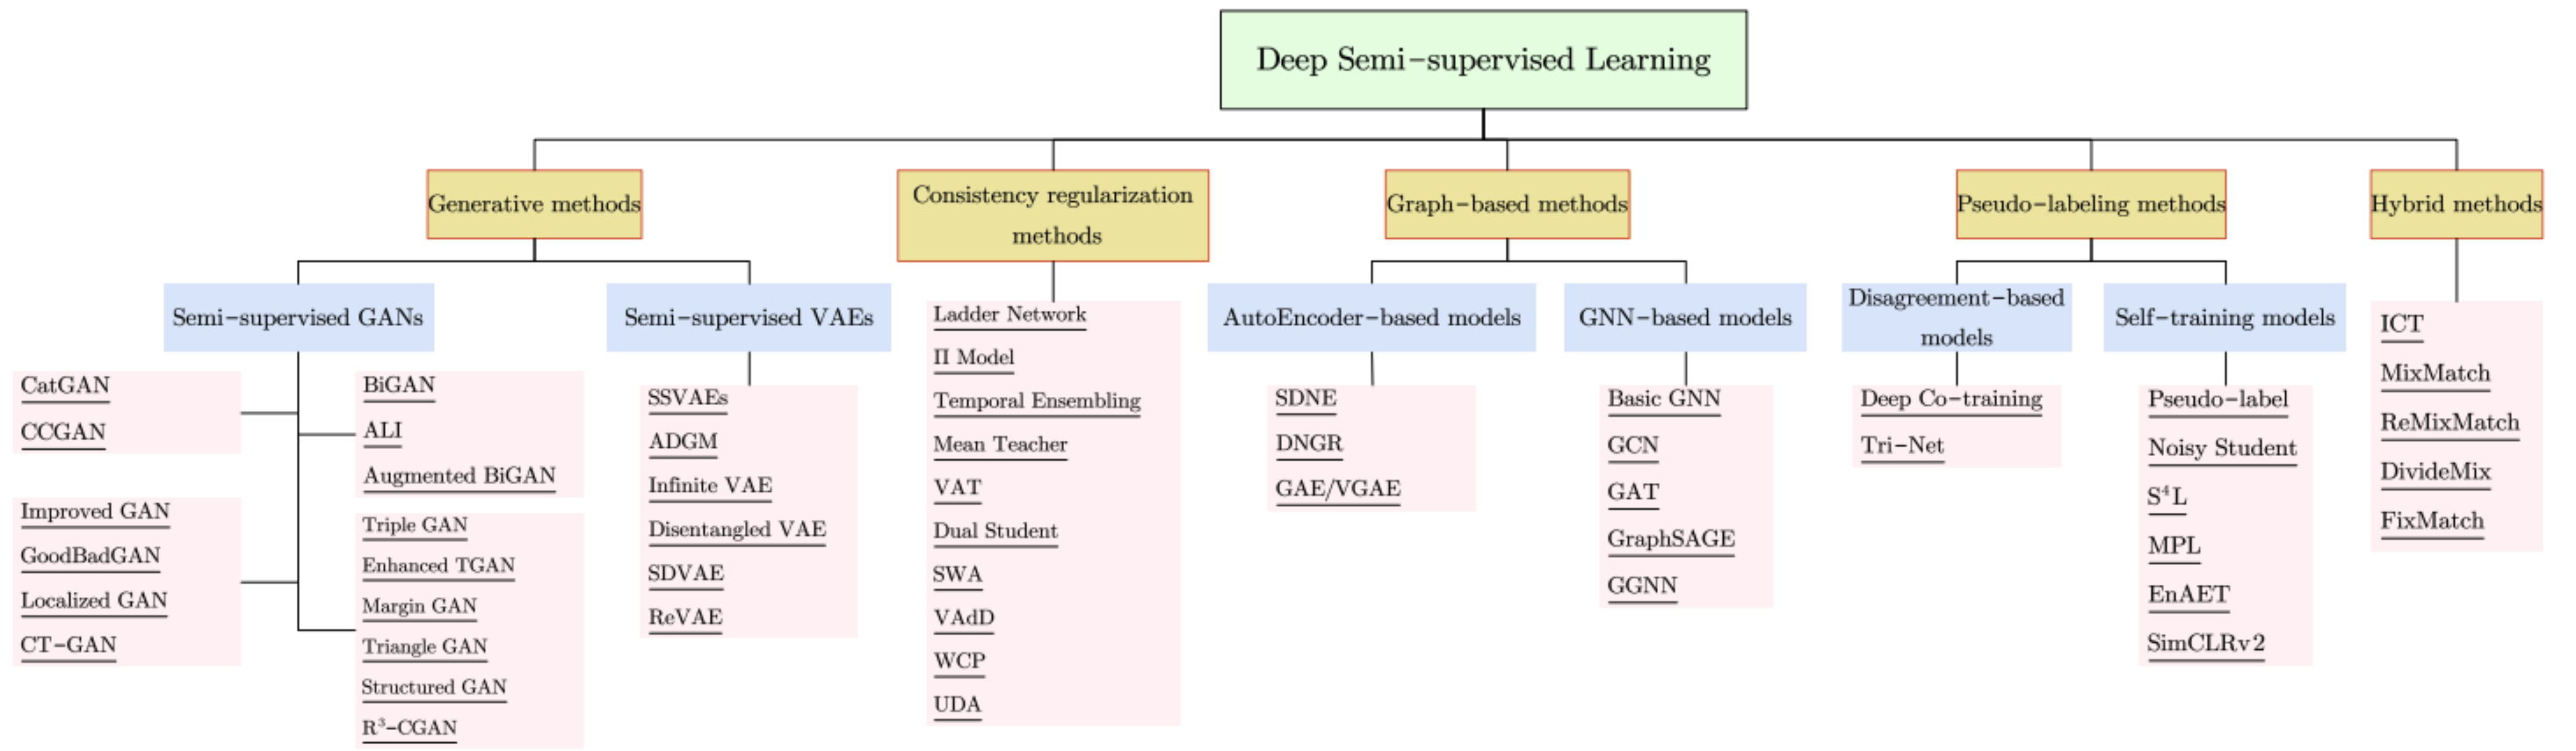 Deep Semi-supervised Learning
Generative methods
Consistency regularization
methods
Graph-based methods
Pseudo-labeling methods
Hybrid methods
Semi-supervised GANs
Semi-supervised VAEs
AutoEncoder-based models
GNN-based models
Disagreement-based
models
Self-training models
CatGAN
CCGAN
Improved GAN
GoodBadGAN
Localized GAN
CT-GAN
BiGAN
ALI
Augmented BiGAN
Triple GAN
Enhanced TGAN
Margin GAN
Triangle GAN
Structured GAN
R³-CGAN
SSVAEs
ADGM
Infinite VAE
Disentangled VAE
SDVAE
ReVAE
Ladder Network
Π Model
Temporal Ensembling
Mean Teacher
VAT
Dual Student
SWA
VAdD
WCP
UDA
SDNE
DNGR
GAE/VGAE
Basic GNN
GCN
GAT
GraphSAGE
GGNN
Deep Co-training
Tri-Net
Pseudo-label
Noisy Student
S⁴L
MPL
EnAET
SimCLRv2
ICT
MixMatch
ReMixMatch
DivideMix
FixMatch